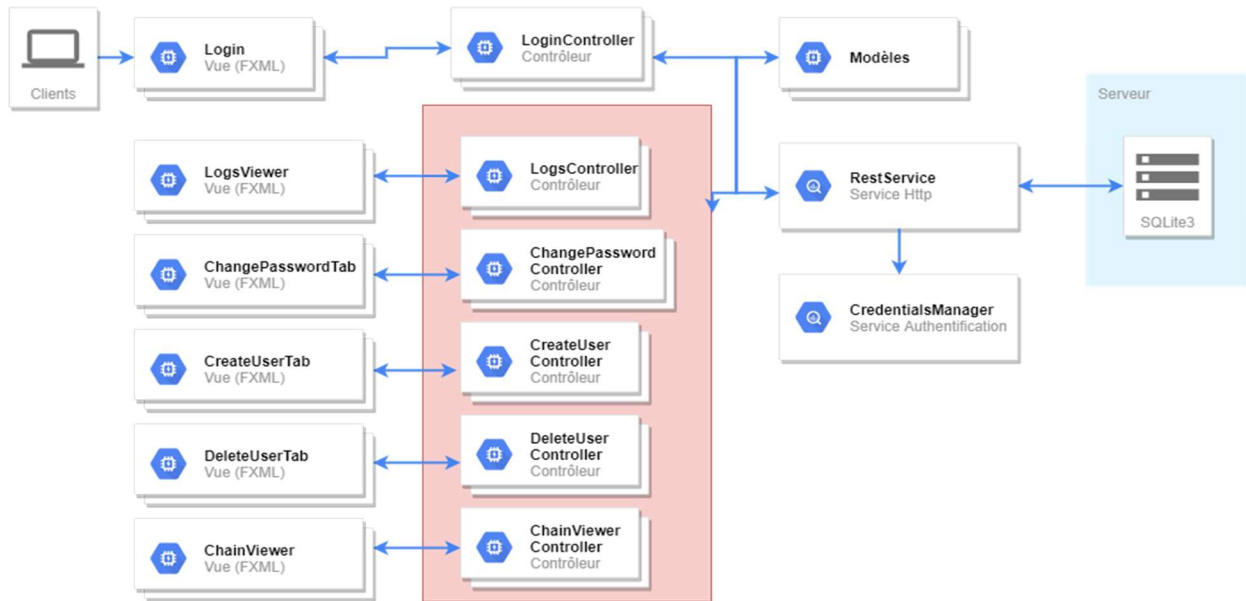 Clients
Login
Vue (FXML)
LoginController
Contrôleur
Modèles
Serveur
LogsViewer
Vue (FXML)
LogsController
Contrôleur
RestService
Service Http
SQLite3
ChangePasswordTab
Vue (FXML)
ChangePassword
Controller
Contrôleur
CredentialsManager
Service Authentification
CreateUserTab
Vue (FXML)
CreateUser
Controller
Contrôleur
DeleteUserTab
Vue (FXML)
DeleteUser
Controller
Contrôleur
ChainViewer
Vue (FXML)
ChainViewer
Controller
Contrôleur